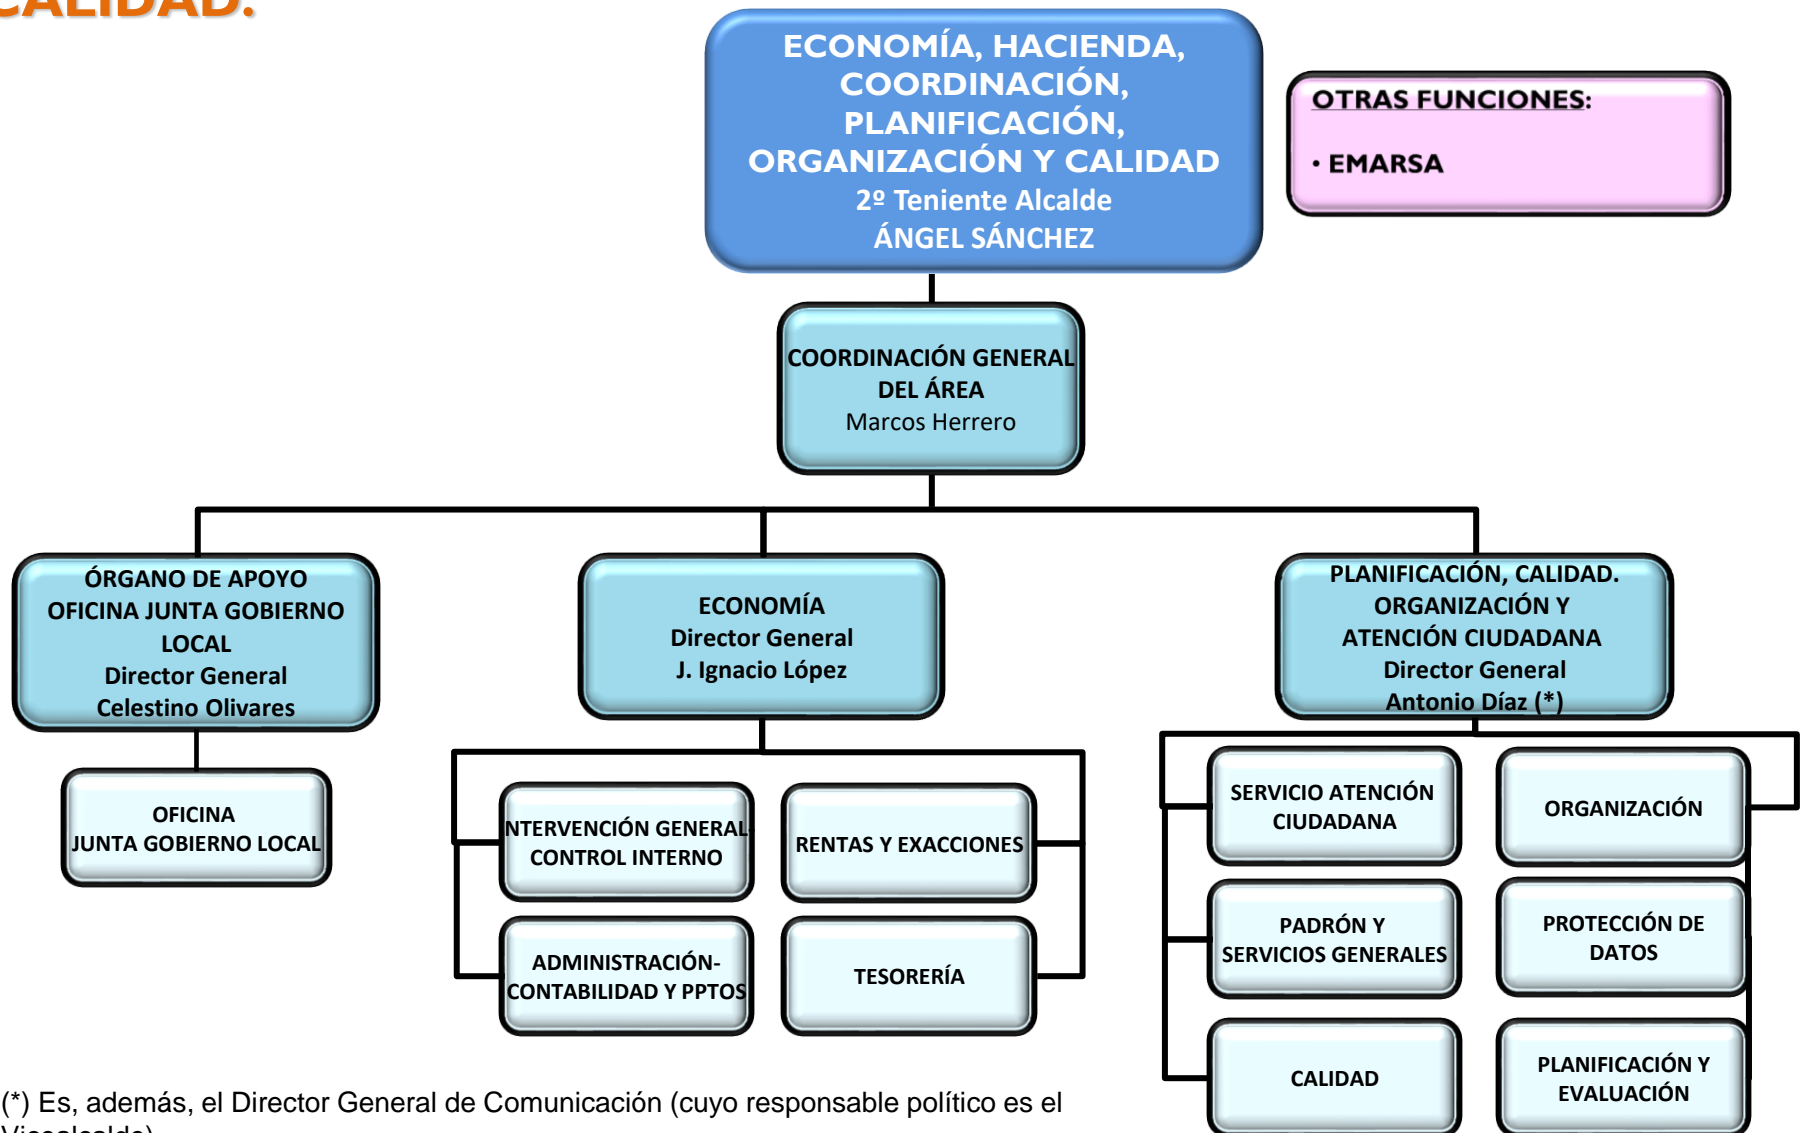 CALIDAD.
ECONOMÍA, HACIENDA,
COORDINACIÓN,
PLANIFICACIÓN,
ORGANIZACIÓN Y CALIDAD
2º Teniente Alcalde
ÁNGEL SÁNCHEZ
OTRAS FUNCIONES:
• EMARSA
COORDINACIÓN GENERAL
DEL ÁREA
Marcos Herrero
ÓRGANO DE APOYO
OFICINA JUNTA GOBIERNO
LOCAL
Director General
Celestino Olivares
ECONOMÍA
Director General
J. Ignacio López
PLANIFICACIÓN, CALIDAD.
ORGANIZACIÓN Y
ATENCIÓN CIUDADANA
Director General
Antonio Díaz (*)
OFICINA
JUNTA GOBIERNO LOCAL
NTERVENCIÓN GENERAL-
CONTROL INTERNO
RENTAS Y EXACCIONES
ADMINISTRACIÓN-
CONTABILIDAD Y PPTOS
TESORERÍA
SERVICIO ATENCIÓN
CIUDADANA
ORGANIZACIÓN
PADRÓN Y
SERVICIOS GENERALES
PROTECCIÓN DE
DATOS
CALIDAD
PLANIFICACIÓN Y
EVALUACIÓN
(*) Es, además, el Director General de Comunicación (cuyo responsable político es el
Vicealcalde)